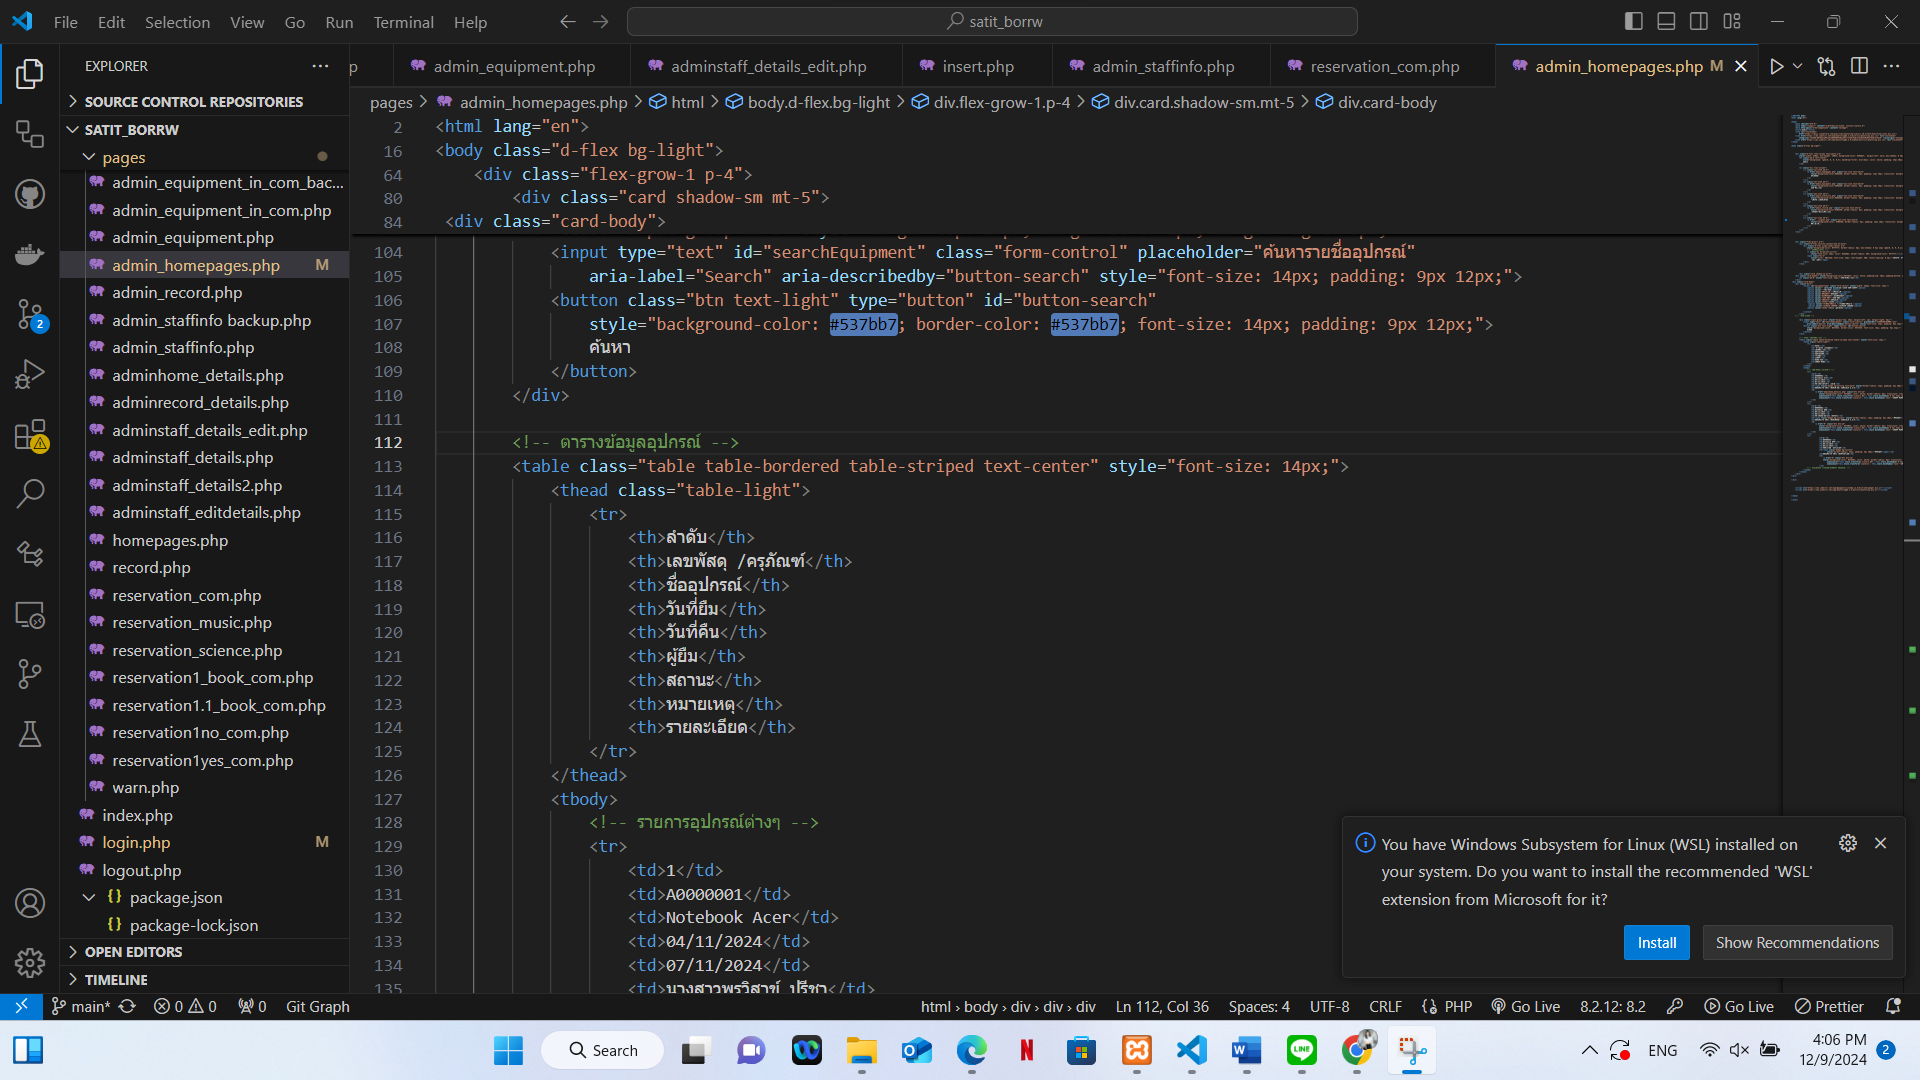 File Edit Selection View Go Run Terminal Help
satit_borrw
EXPLORER
SOURCE CONTROL REPOSITORIES
SATIT_BORRW
pages
admin_equipment_in_com_bac...
admin_equipment_in_com.php
admin_equipment.php
admin_homepages.php M
admin_record.php
admin_staffinfo backup.php
admin_staffinfo.php
adminhome_details.php
adminrecord_details.php
adminstaff_details_edit.php
adminstaff_details.php
adminstaff_details2.php
adminstaff_editdetails.php
homepages.php
record.php
reservation_com.php
reservation_music.php
reservation_science.php
reservation1_book_com.php
reservation1.1_book_com.php
reservation1no_com.php
reservation1yes_com.php
warn.php
index.php
login.php M
logout.php
package.json
package-lock.json
OPEN EDITORS
TIMELINE
p admin_equipment.php adminstaff_details_edit.php insert.php admin_staffinfo.php reservation_com.php admin_homepages.php M
pages > admin_homepages.php > html > body.d-flex.bg-light > div.flex-grow-1.p-4 > div.card.shadow-sm.mt-5 > div.card-body
2 <html lang="en">
16 <body class="d-flex bg-light">
64 <div class="flex-grow-1 p-4">
80 <div class="card shadow-sm mt-5">
84 <div class="card-body">
104 <input type="text" id="searchEquipment" class="form-control" placeholder="ค้นหารายชื่ออุปกรณ์"
105 aria-label="Search" aria-describedby="button-search" style="font-size: 14px; padding: 9px 12px;">
106 <button class="btn text-light" type="button" id="button-search"
107 style="background-color: #537bb7; border-color: #537bb7; font-size: 14px; padding: 9px 12px;">
108 ค้นหา
109 </button>
110 </div>
111
112 <!-- ตารางข้อมูลอุปกรณ์ -->
113 <table class="table table-bordered table-striped text-center" style="font-size: 14px;">
114 <thead class="table-light">
115 <tr>
116 <th>ลำดับ</th>
117 <th>เลขพัสดุ /ครุภัณฑ์</th>
118 <th>ชื่ออุปกรณ์</th>
119 <th>วันที่ยืม</th>
120 <th>วันที่คืน</th>
121 <th>ผู้ยืม</th>
122 <th>สถานะ</th>
123 <th>หมายเหตุ</th>
124 <th>รายละเอียด</th>
125 </tr>
126 </thead>
127 <tbody>
128 <!-- รายการอุปกรณ์ต่างๆ -->
129 <tr>
130 <td>1</td>
131 <td>A0000001</td>
132 <td>Notebook Acer</td>
133 <td>04/11/2024</td>
134 <td>07/11/2024</td>
135 <td>นางสาวพรวิสาข์ ปรีชา</td>
You have Windows Subsystem for Linux (WSL) installed on
your system. Do you want to install the recommended 'WSL'
extension from Microsoft for it?
Install Show Recommendations
2
main* 0 0 0 Git Graph html > body > div > div > div Ln 112, Col 36 Spaces: 4 UTF-8 CRLF PHP Go Live 8.2.12: 8.2 Go Live Prettier
Search
ENG
4:06 PM
12/9/2024
2